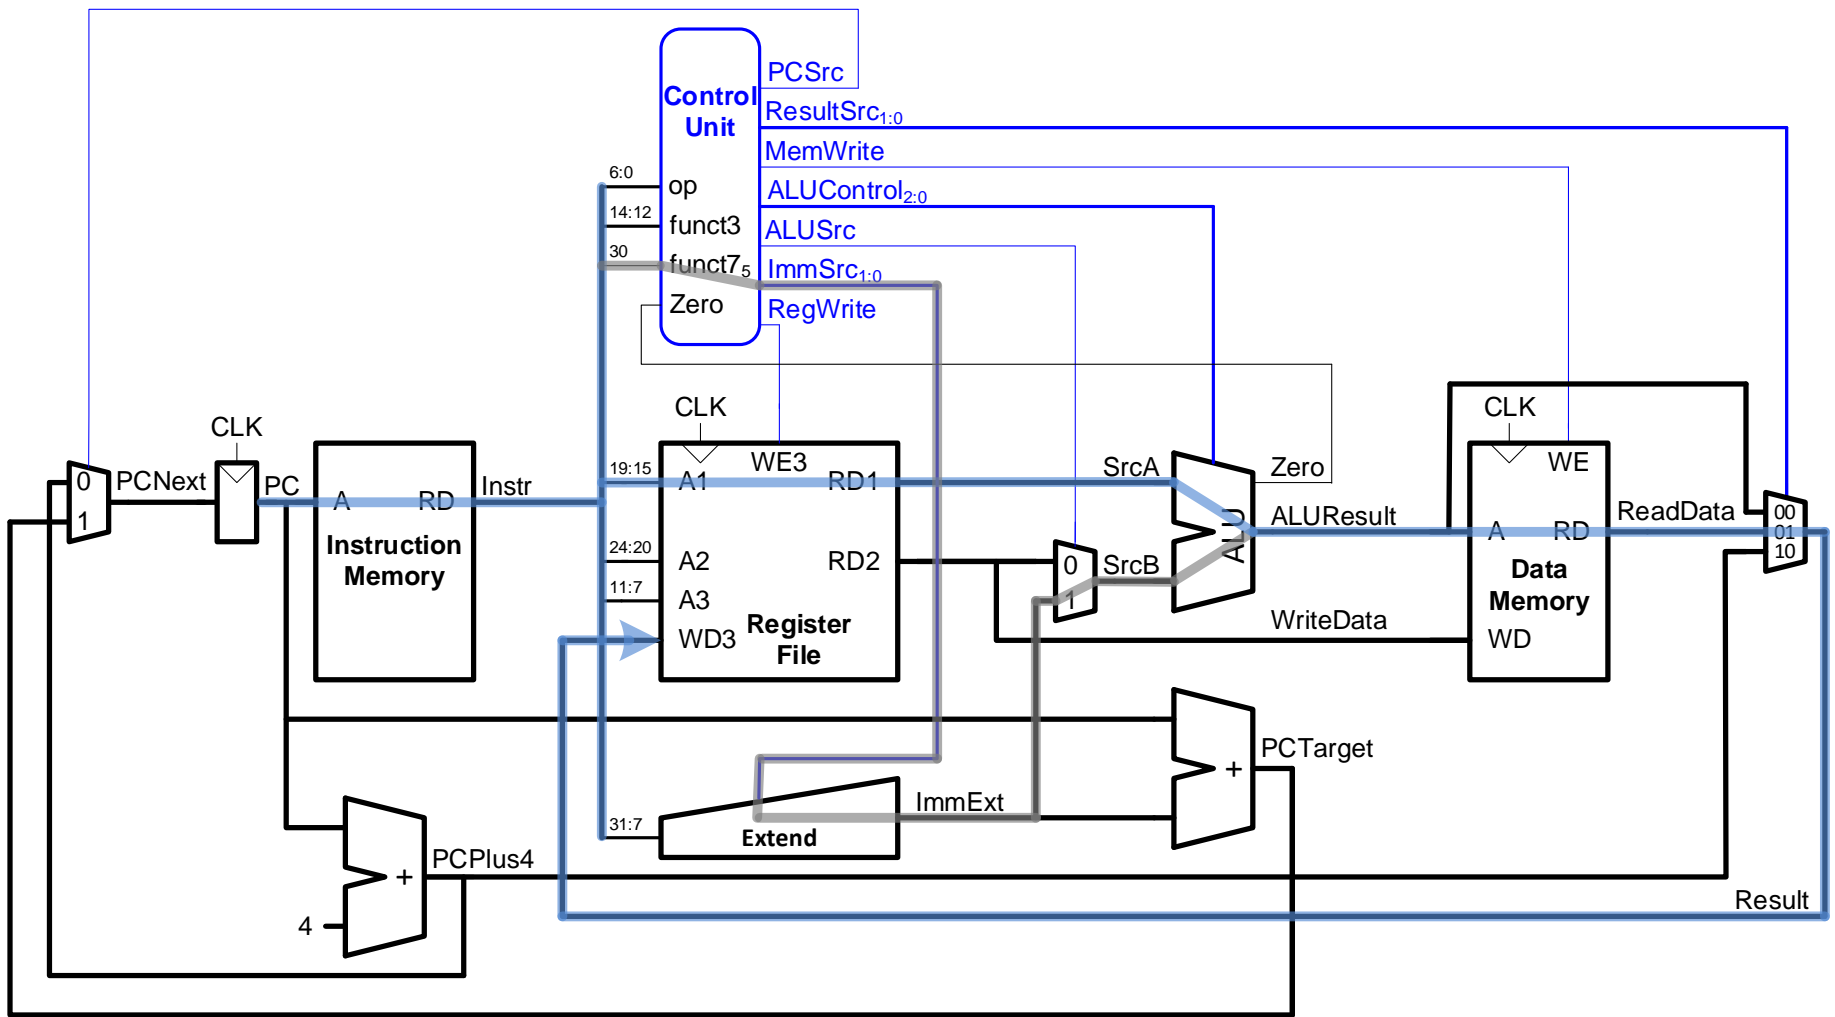 PCSrc
Control
Unit
ResultSrc1:0
MemWrite
6:0
op
ALUControl2:0
14:12
funct3
ALUSrc
30
funct75
ImmSrc1:0
Zero
RegWrite
CLK
CLK
CLK
0
PCNext
1
PC
A
RD
Instr
Instruction
Memory
19:15
A1
WE3
RD1
SrcA
Zero
WE
24:20
A2
RD2
0
SrcB
1
ALU
ALUResult
A
RD
ReadData
00
01
10
Data
Memory
11:7
A3
WD3
Register
File
WriteData
WD
PCTarget
+
ImmExt
31:7
Extend
PCPlus4
+
4
Result